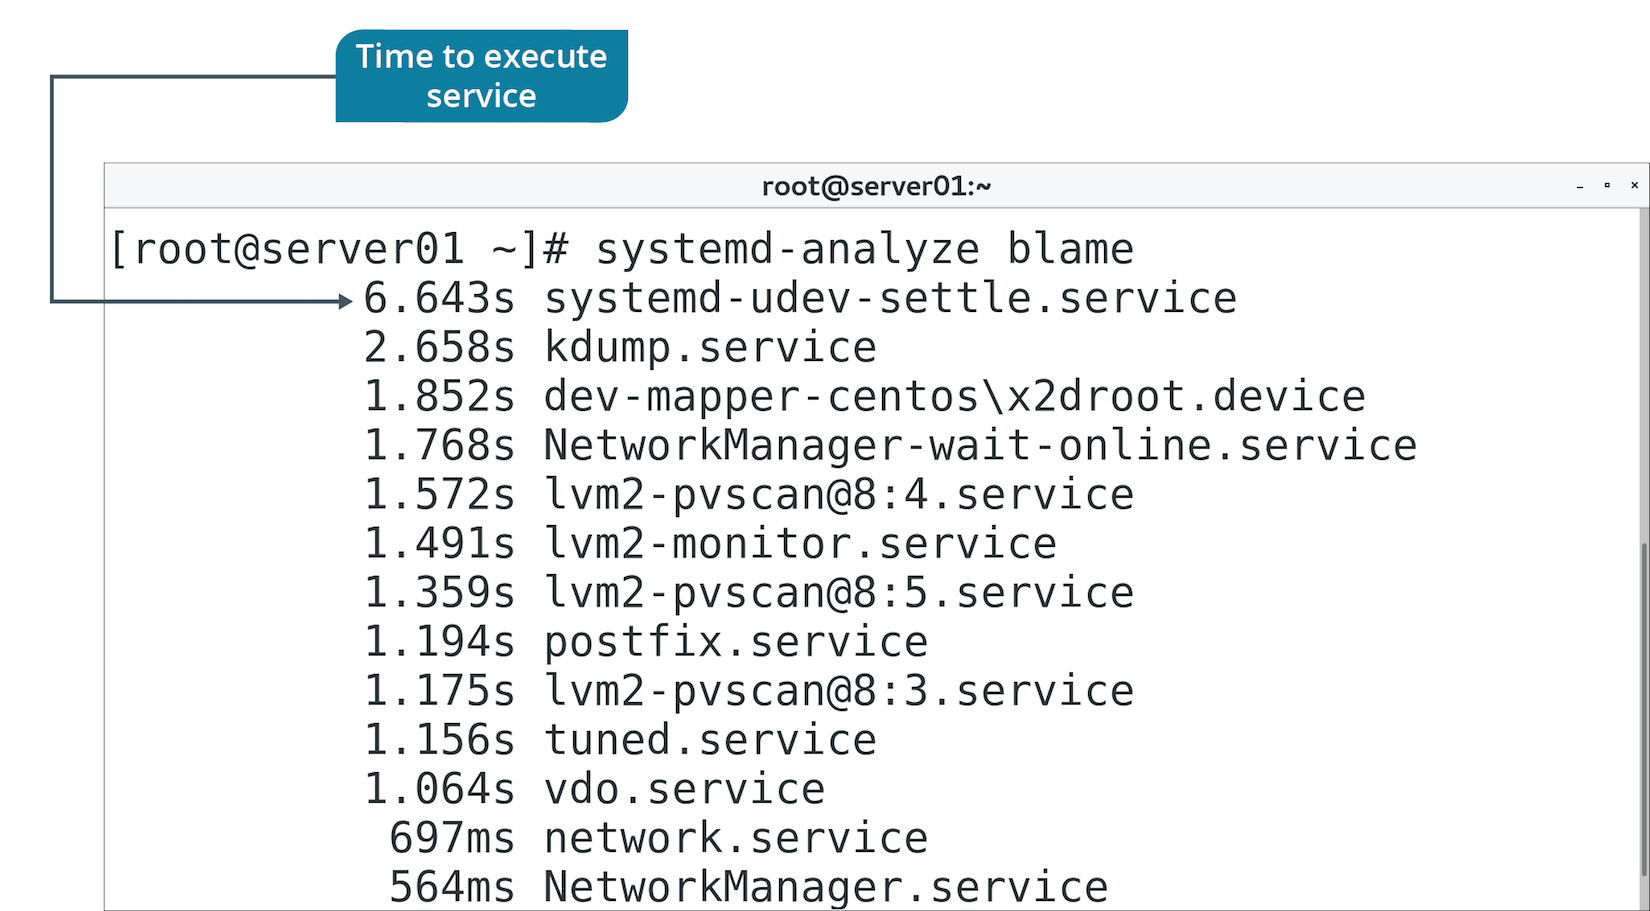 Time to execute
service
root@server01:~
[root@server01 ~]# systemd-analyze blame
6.643s systemd-udev-settle.service
2.658s kdump.service
1.852s dev-mapper-centos\x2droot.device
1.768s NetworkManager-wait-online.service
1.572s lvm2-pvscan@8:4.service
1.491s lvm2-monitor.service
1.359s lvm2-pvscan@8:5.service
1.194s postfix.service
1.175s lvm2-pvscan@8:3.service
1.156s tuned.service
1.064s vdo.service
697ms network.service
564ms NetworkManager.service